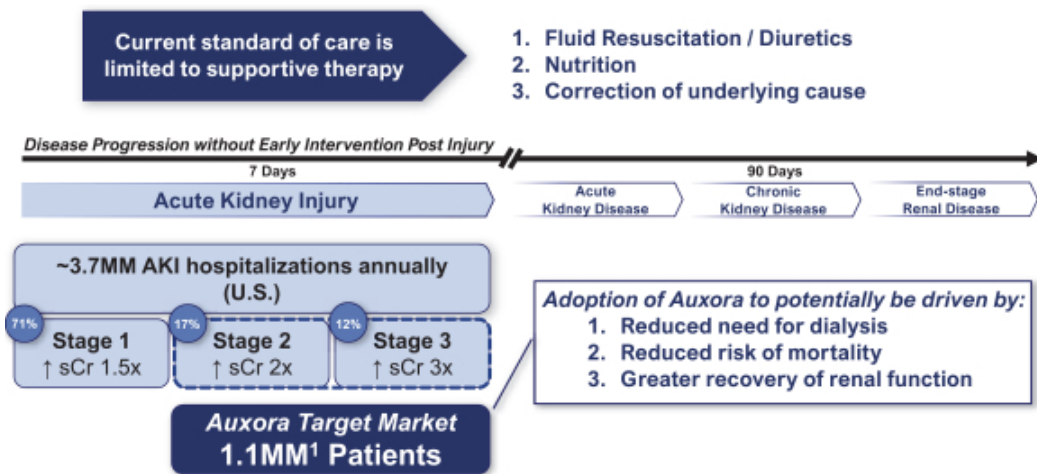 Current standard of care is
limited to supportive therapy
1. Fluid Resuscitation / Diuretics
2. Nutrition
3. Correction of underlying cause
Disease Progression without Early Intervention Post Injury
7 Days
90 Days
Acute Kidney Injury
Acute
Kidney Disease
Chronic
Kidney Disease
End-stage
Renal Disease
~3.7MM AKI hospitalizations annually
(U.S.)
71%
Stage 1
↑ sCr 1.5x
17%
Stage 2
↑ sCr 2x
12%
Stage 3
↑ sCr 3x
Auxora Target Market
1.1MM¹ Patients
Adoption of Auxora to potentially be driven by:
1. Reduced need for dialysis
2. Reduced risk of mortality
3. Greater recovery of renal function